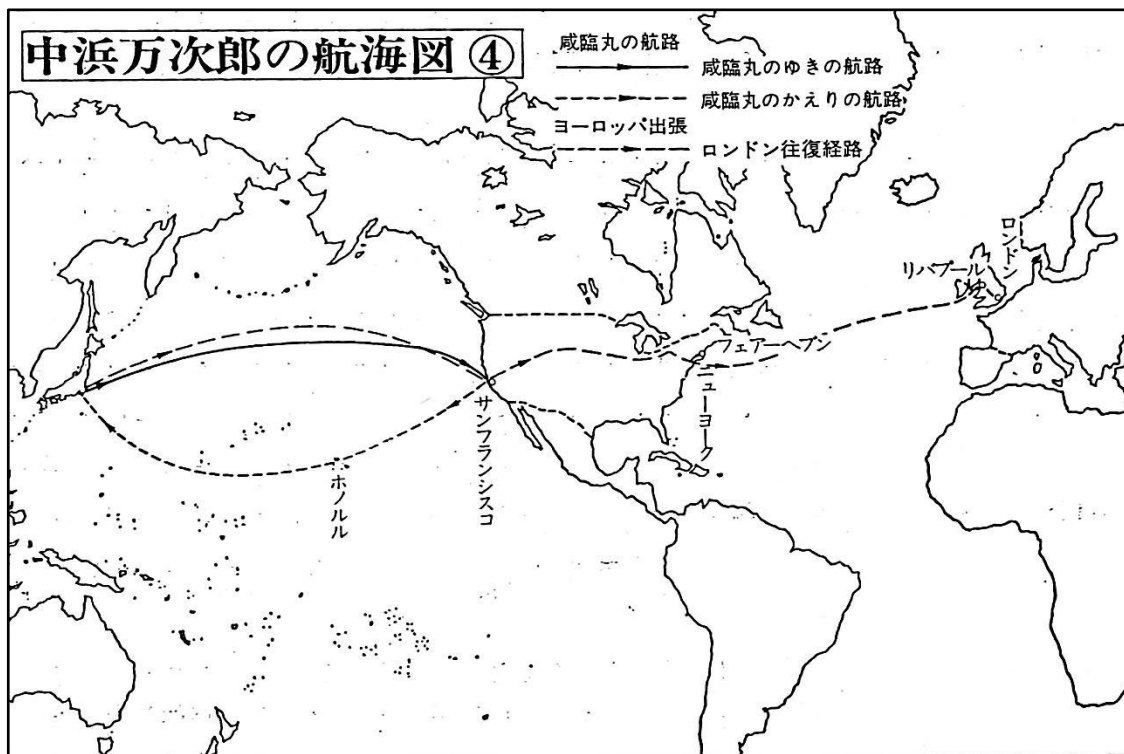 中浜万次郎の航海図 ④
咸臨丸の航路
咸臨丸のゆきの航路
咸臨丸のかえりの航路
ヨーロッパ出張
ロンドン往復経路
ロンドン
リバプール
フェアーヘブン
ニューヨーク
サンフランシスコ
ホノルル